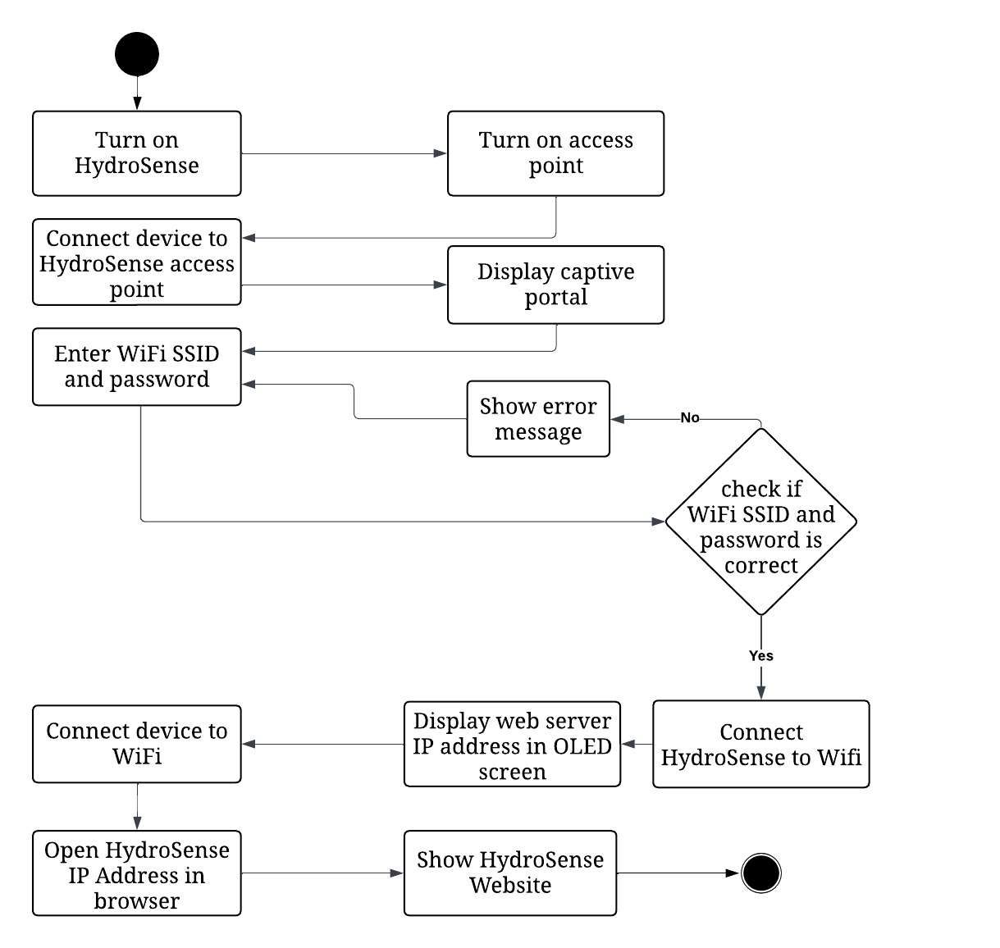 Turn on
HydroSense
Turn on access
point
Connect device to
HydroSense access
point
Display captive
portal
Enter WiFi SSID
and password
Show error
message
No
check if
WiFi SSID and
password is
correct
Yes
Connect
HydroSense to Wifi
Display web server
IP address in OLED
screen
Connect device to
WiFi
Open HydroSense
IP Address in
browser
Show HydroSense
Website